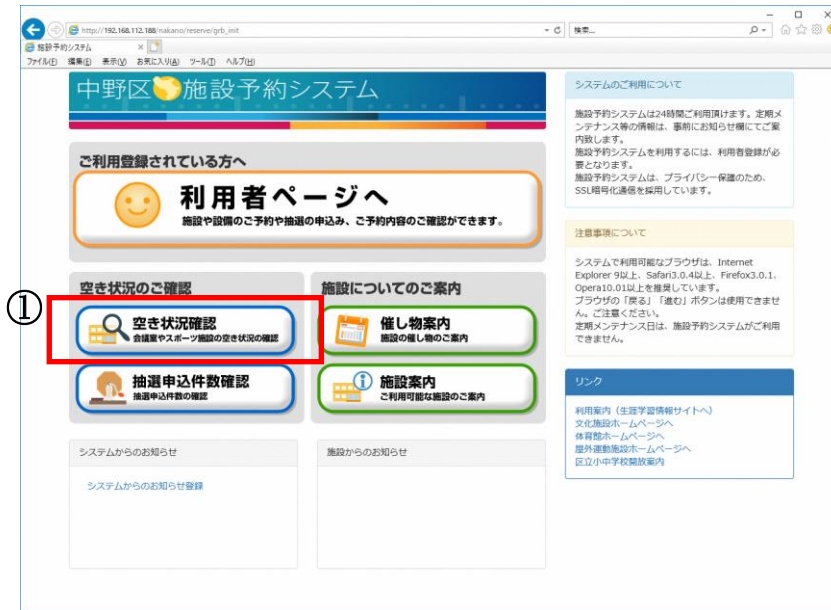 http://192.168.112.188/nakano/reserve/grb_init
検索...
施設予約システム
ファイル(F) 編集(E) 表示(V) お気に入り(A) ツール(T) ヘルプ(H)
中野区 施設予約システム
ご利用登録されている方へ
利用者ページへ
施設や設備のご予約や抽選の申込み、ご予約内容のご確認ができます。
空き状況のご確認
①
空き状況確認
会議室やスポーツ施設の空き状況の確認
抽選申込件数確認
抽選申込件数の確認
施設についてのご案内
催し物案内
施設の催し物のご案内
施設案内
ご利用可能な施設のご案内
システムからのお知らせ
システムからのお知らせ登録
施設からのお知らせ
システムのご利用について
施設予約システムは24時間ご利用頂けます。定期メ
ンテナンス等の情報は、事前にお知らせ欄にてご案
内致します。
施設予約システムを利用するには、利用者登録が必
要となります。
施設予約システムは、プライバシー保護のため、
SSL暗号化通信を採用しています。
注意事項について
システムで利用可能なブラウザは、Internet
Explorer 9以上、Safari3.0.4以上、Firefox3.0.1、
Opera10.01以上を推奨しています。
ブラウザの「戻る」「進む」ボタンは使用できませ
ん。ご注意ください。
定期メンテナンス日は、施設予約システムがご利用
できません。
リンク
利用案内（生涯学習情報サイトへ）
文化施設ホームページへ
体育館ホームページへ
屋外運動施設ホームページへ
区立小中学校開放案内